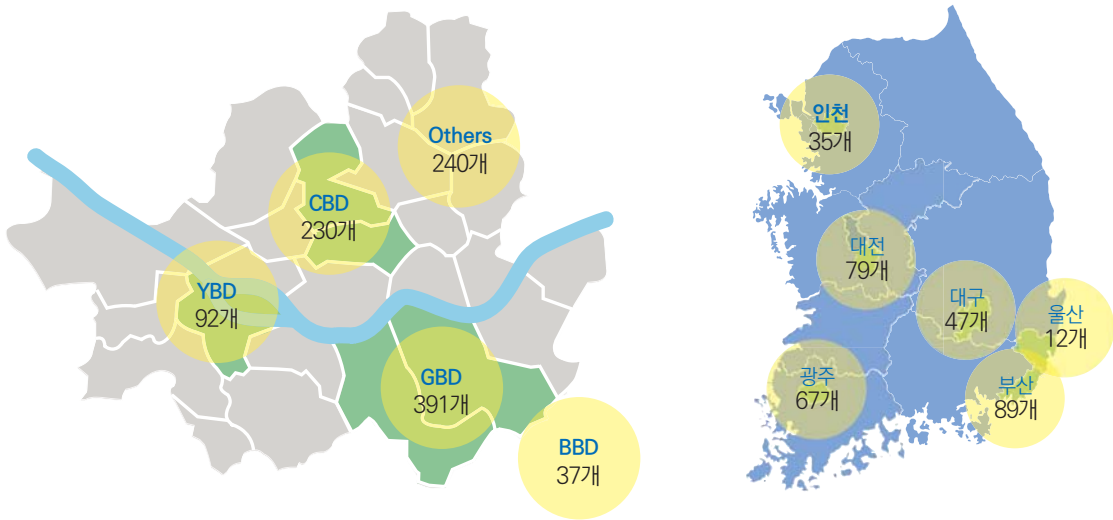 Others
240개
CBD
230개
YBD
92개
GBD
391개
BBD
37개
인천
35개
대전
79개
대구
47개
울산
12개
광주
67개
부산
89개